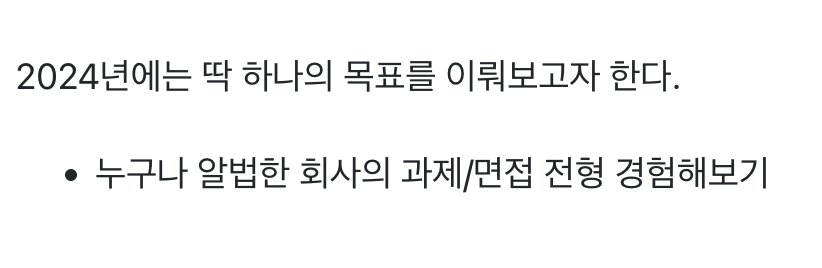 2024년에는 딱 하나의 목표를 이뤄보고자 한다.
• 누구나 알법한 회사의 과제/면접 전형 경험해보기